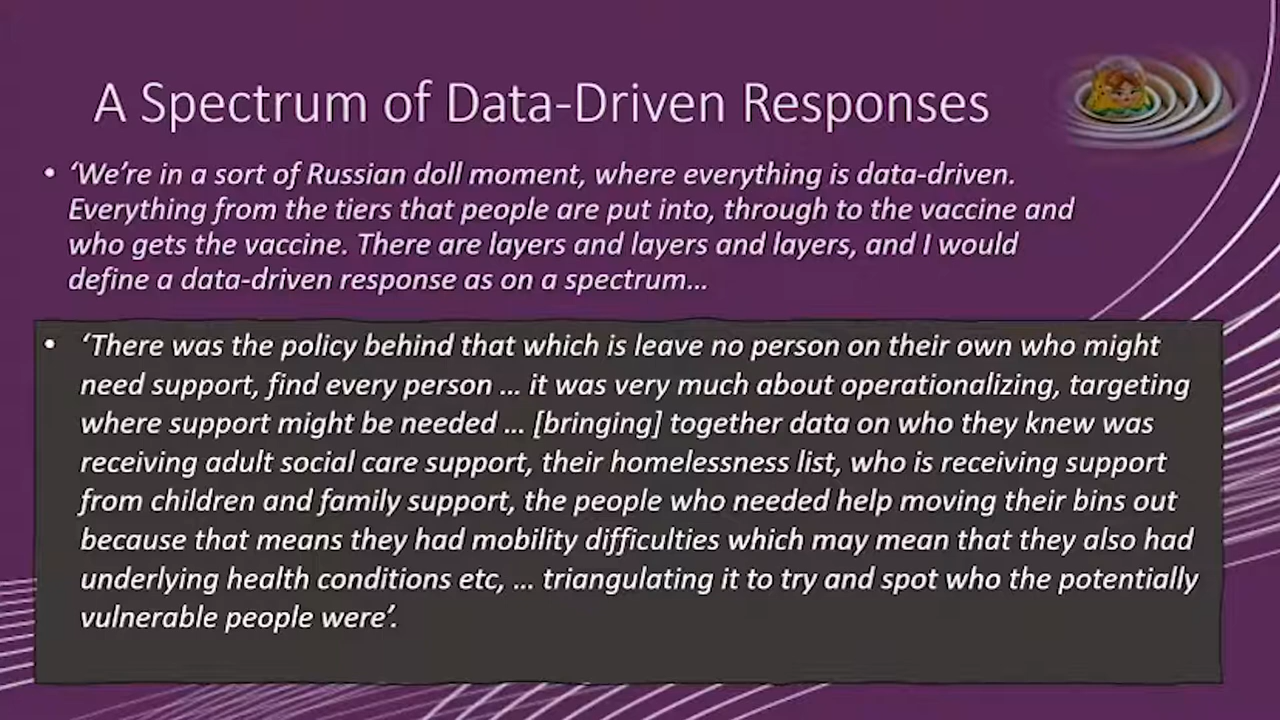 A Spectrum of Data-Driven Responses
• ‘We’re in a sort of Russian doll moment, where everything is data-driven.
Everything from the tiers that people are put into, through to the vaccine and
who gets the vaccine. There are layers and layers and layers, and I would
define a data-driven response as on a spectrum…
• ‘There was the policy behind that which is leave no person on their own who might
need support, find every person … it was very much about operationalizing, targeting
where support might be needed … [bringing] together data on who they knew was
receiving adult social care support, their homelessness list, who is receiving support
from children and family support, the people who needed help moving their bins out
because that means they had mobility difficulties which may mean that they also had
underlying health conditions etc, … triangulating it to try and spot who the potentially
vulnerable people were’.